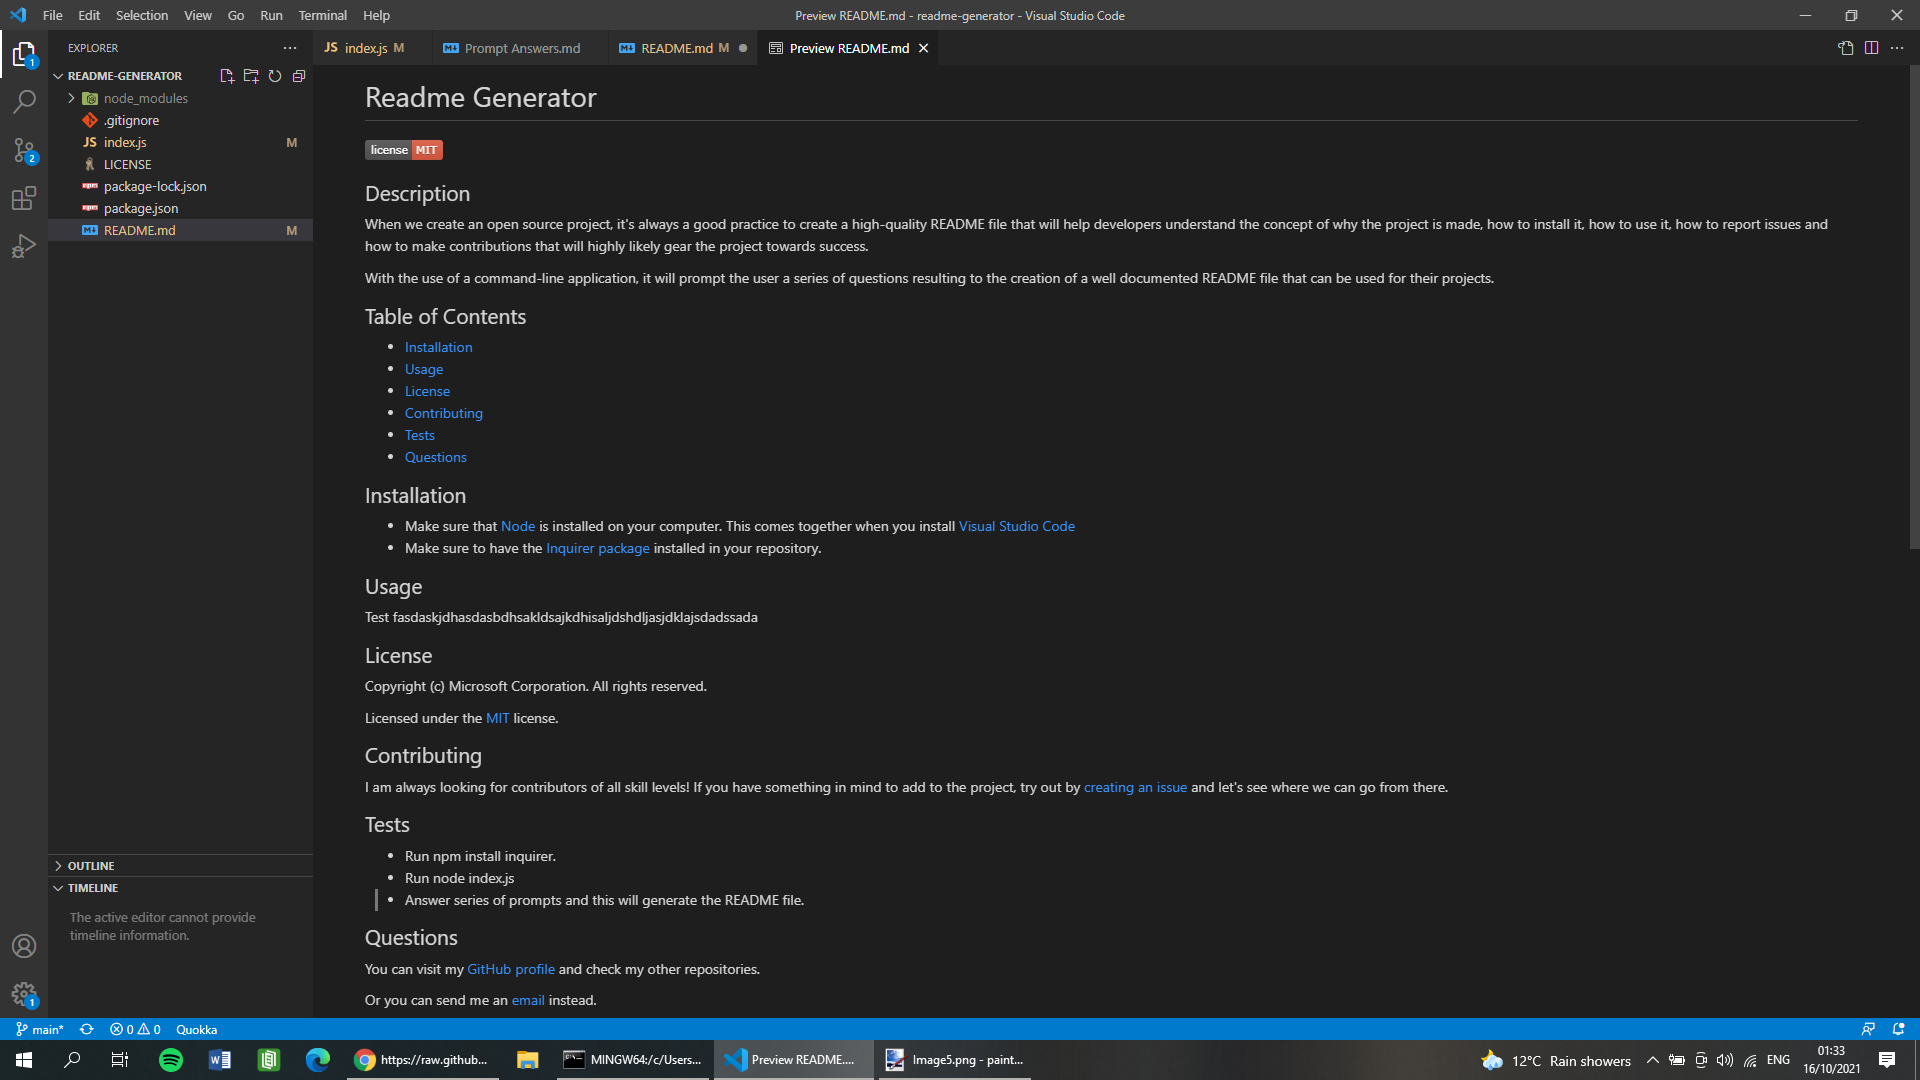 File Edit Selection View Go Run Terminal Help
Preview README.md - readme-generator - Visual Studio Code
EXPLORER
README-GENERATOR
node_modules
.gitignore
JS index.js M
LICENSE
package-lock.json
package.json
README.md M
OUTLINE
TIMELINE
The active editor cannot provide
timeline information.
1
2
1
JS index.js M
Prompt Answers.md
README.md M
Preview README.md
Readme Generator
license MIT
Description
When we create an open source project, it's always a good practice to create a high-quality README file that will help developers understand the concept of why the project is made, how to install it, how to use it, how to report issues and
how to make contributions that will highly likely gear the project towards success.
With the use of a command-line application, it will prompt the user a series of questions resulting to the creation of a well documented README file that can be used for their projects.
Table of Contents
Installation
Usage
License
Contributing
Tests
Questions
Installation
Make sure that Node is installed on your computer. This comes together when you install Visual Studio Code
Make sure to have the Inquirer package installed in your repository.
Usage
Test fasdaskjdhasdasbdhsakldsajkdhisaljdshdljasjdklajsdadssada
License
Copyright (c) Microsoft Corporation. All rights reserved.
Licensed under the MIT license.
Contributing
I am always looking for contributors of all skill levels! If you have something in mind to add to the project, try out by creating an issue and let's see where we can go from there.
Tests
Run npm install inquirer.
Run node index.js
Answer series of prompts and this will generate the README file.
Questions
You can visit my GitHub profile and check my other repositories.
Or you can send me an email instead.
main* 0 0 Quokka
https://raw.github...
MINGW64:/c/Users...
Preview README....
Image5.png - paint...
12°C Rain showers
ENG
01:33
16/10/2021